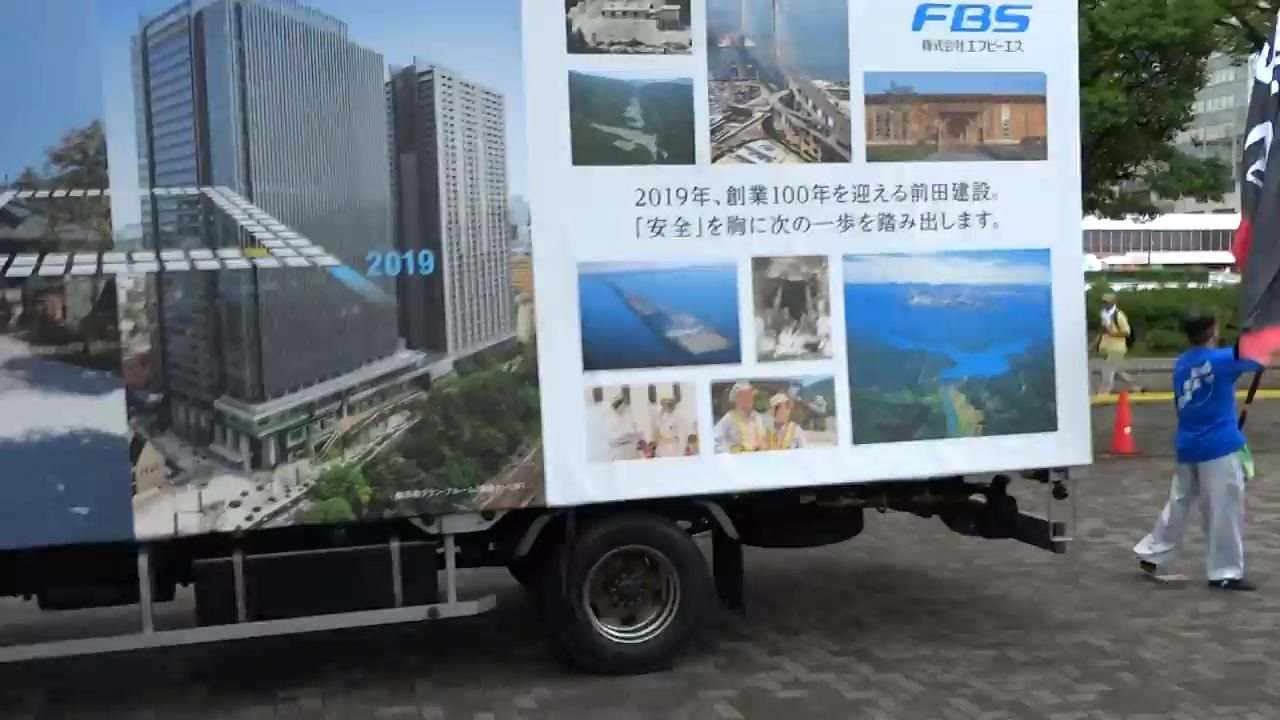 2019
FBS
株式会社エフビーエス
2019年、創業100年を迎える前田建設。
「安全」を胸に次の一歩を踏み出します。